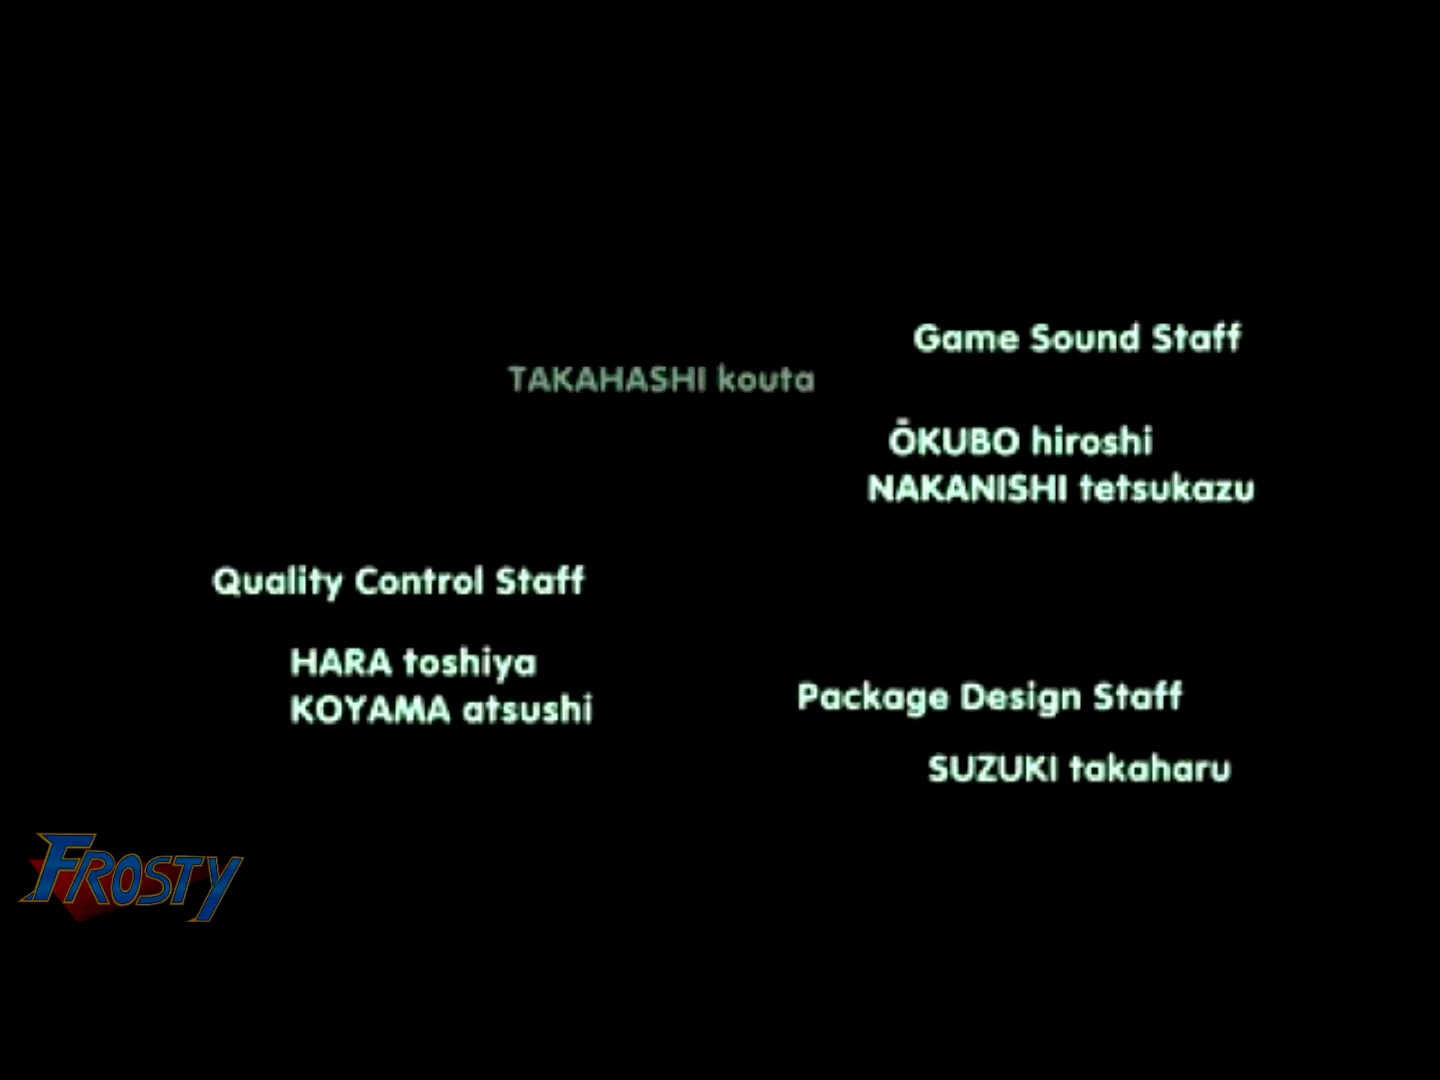 Game Sound Staff
TAKAHASHI kouta
ŌKUBO hiroshi
NAKANISHI tetsukazu
Quality Control Staff
HARA toshiya
KOYAMA atsushi
Package Design Staff
SUZUKI takaharu
FROSTY